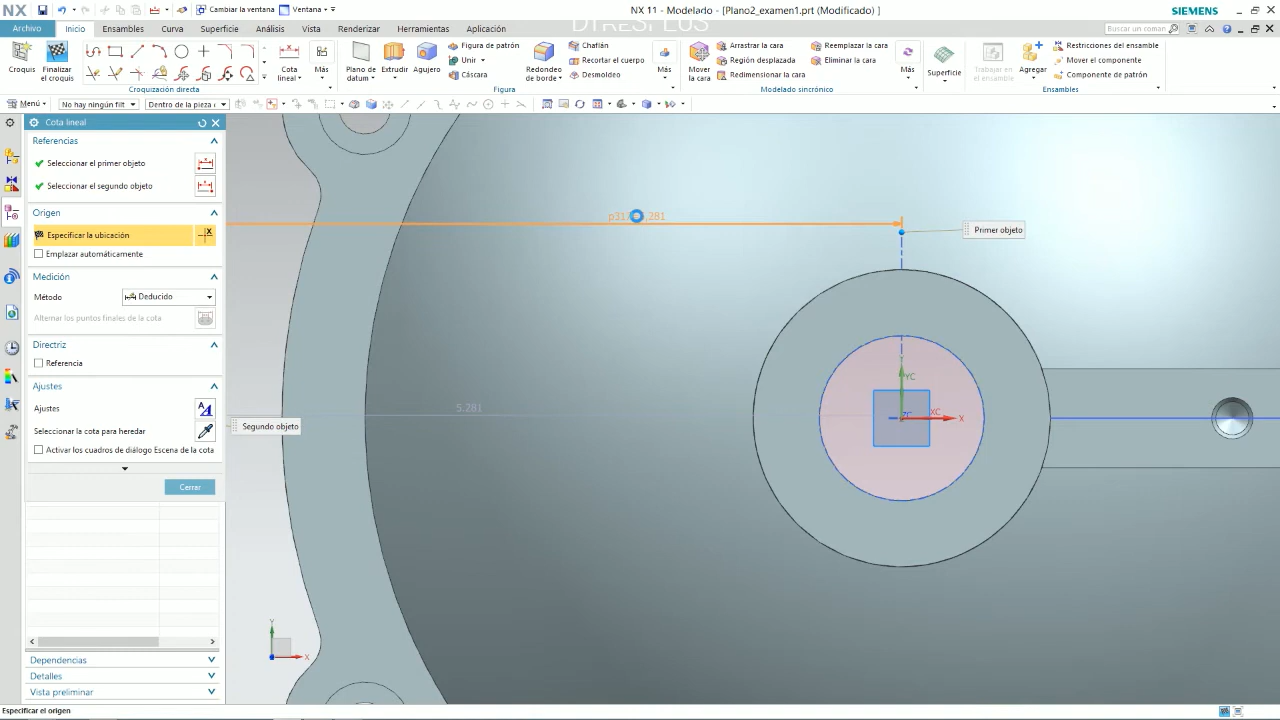 NX
Cambiar la ventana
Ventana
NX 11 - Modelado - [Plano2_examen1.prt (Modificado) ]
SIEMENS
Archivo
Inicio
Ensambles
Curva
Superficie
Análisis
Vista
Renderizar
Herramientas
Aplicación
DTRESPLUS
Buscar un coman
Croquis
Finalizar el croquis
Cota lineal
Más
Croquización directa
Plano de datum
Extrudir
Agujero
Figura de patrón
Unir
Cáscara
Redondeo de borde
Chaflán
Recortar el cuerpo
Desmoldeo
Más
Figura
Mover la cara
Arrastrar la cara
Región desplazada
Redimensionar la cara
Reemplazar la cara
Eliminar la cara
Más
Modelado sincrónico
Superficie
Trabajar en el ensamble
Agregar
Restricciones del ensamble
Mover el componente
Componente de patrón
Ensambles
Menú
No hay ningún filt
Dentro de la pieza d
Cota lineal
Referencias
Seleccionar el primer objeto
Seleccionar el segundo objeto
Origen
Especificar la ubicación
Emplazar automáticamente
Medición
Método
Deducido
Alternar los puntos finales de la cota
Directriz
Referencia
Ajustes
Ajustes
Seleccionar la cota para heredar
Activar los cuadros de diálogo Escena de la cota
Cerrar
Dependencias
Detalles
Vista preliminar
Especificar el origen
Primer objeto
5.281
Segundo objeto
YC
XC
X
ZC
Y
X